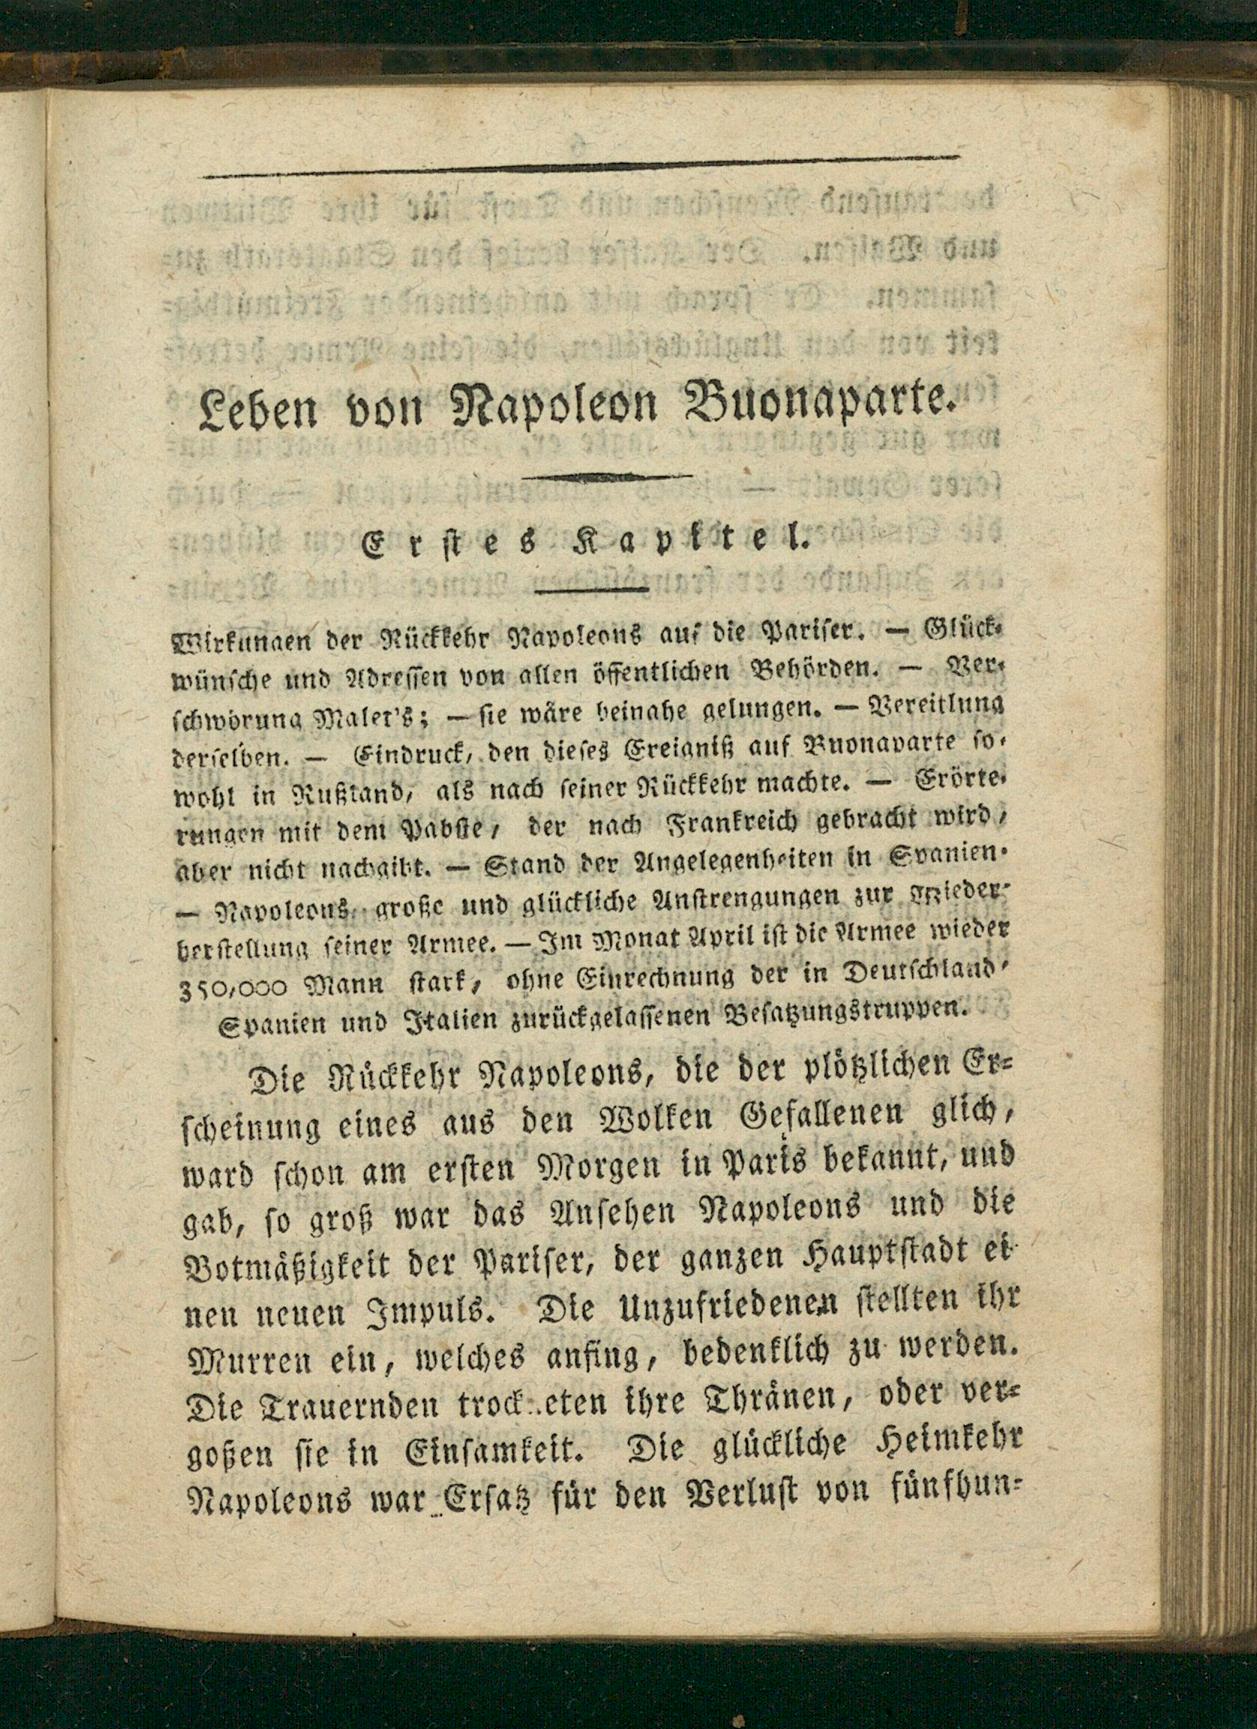 Leben von Napoleon Buonaparte.
Erstes Kapktel.
Wirkungen der Rückkehr Napoleons auf die Pariser. — Glück-
wünsche und Adressen von allen öffentlichen Behörden. — Ver-
schwörung Malet's; — sie wäre beinahe gelungen. — Vereitlung
derselben. — Eindruck, den dieses Ereigniß auf Buonaparte so-
wohl in Rußland, als nach seiner Rückkehr machte. — Erörte-
rungen mit dem Pabste, der nach Frankreich gebracht wird,
aber nicht nachgibt. — Stand der Angelegenheiten in Spanien.
— Napoleons große und glückliche Anstrengungen zur Wieder-
herstellung seiner Armee. — Im Monat April ist die Armee wieder
350,000 Mann stark, ohne Einrechnung der in Deutschland,
Spanien und Italien zurückgelassenen Besatzungstruppen.
Die Rückkehr Napoleons, die der plötzlichen Er-
scheinung eines aus den Wolken Gefallenen glich,
ward schon am ersten Morgen in Paris bekannt, und
gab, so groß war das Ansehen Napoleons und die
Botmäßigkeit der Pariser, der ganzen Hauptstadt ei-
nen neuen Impuls. Die Unzufriedenen stellten ihr
Murren ein, welches anfing, bedenklich zu werden.
Die Trauernden trockneten ihre Thränen, oder ver-
goßen sie in Einsamkeit. Die glückliche Heimkehr
Napoleons war Ersatz für den Verlust von fünfhun-